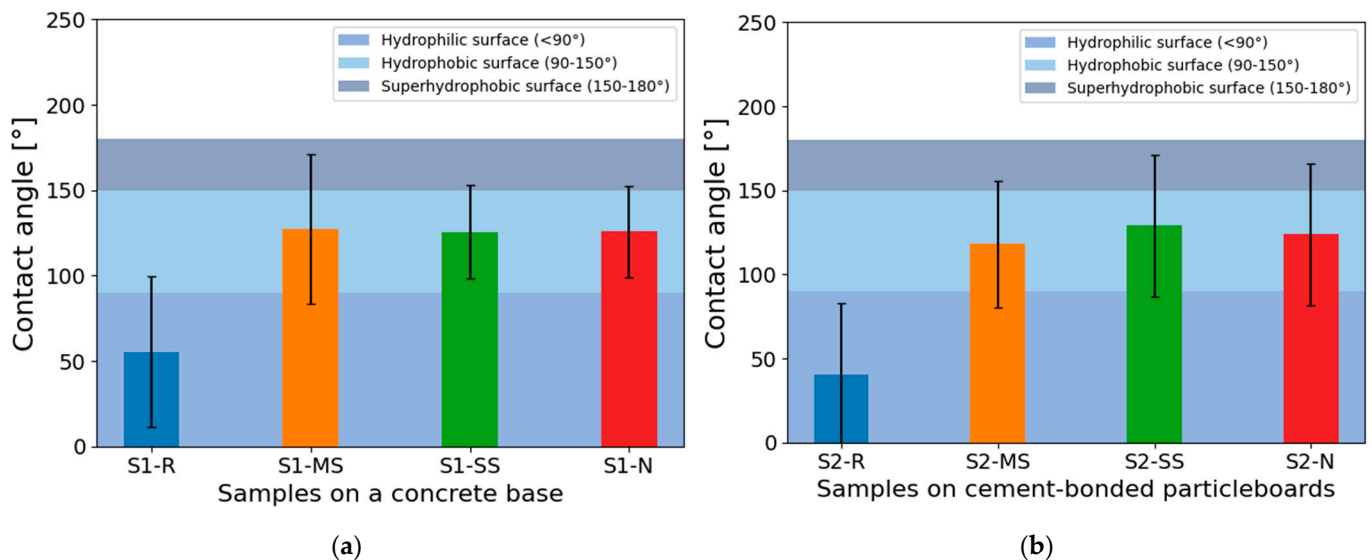 250
200
150
100
50
0
Contact angle [°]
Hydrophilic surface (<90°)
Hydrophobic surface (90-150°)
Superhydrophobic surface (150-180°)
S1-R S1-MS S1-SS S1-N
Samples on a concrete base
(a)
250
200
150
100
50
0
Contact angle [°]
Hydrophilic surface (<90°)
Hydrophobic surface (90-150°)
Superhydrophobic surface (150-180°)
S2-R S2-MS S2-SS S2-N
Samples on cement-bonded particleboards
(b)